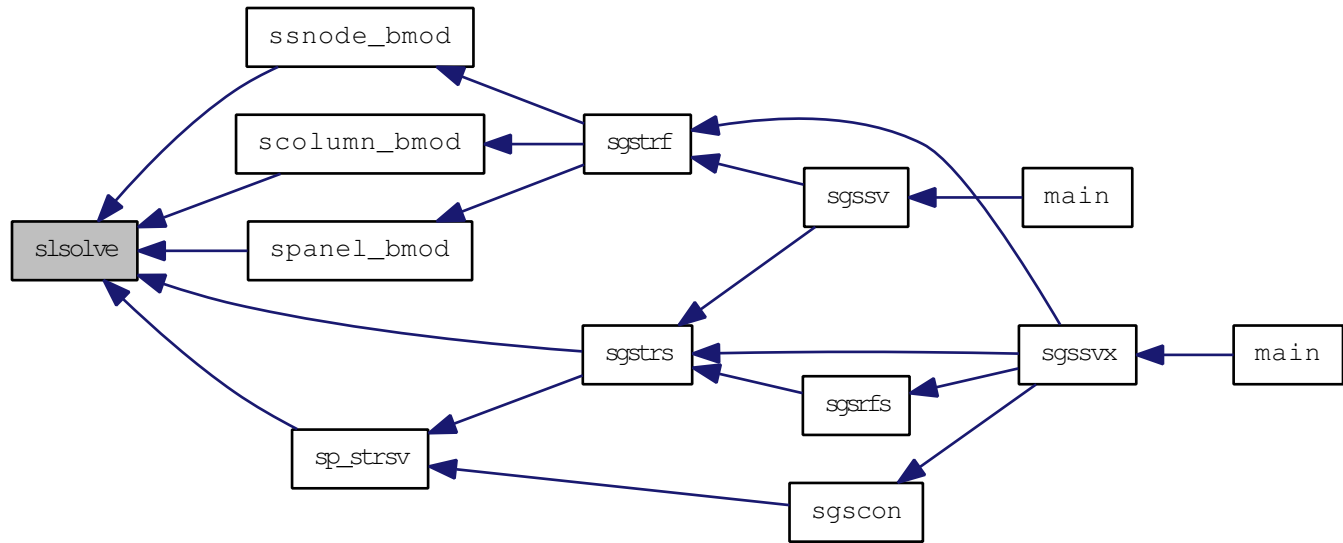 ssnode_bmod
scolumn_bmod
sgstrf
sgssv
main
slsolve
spanel_bmod
sgstrs
sgssvx
main
sgsrfs
sp_strsv
sgscon